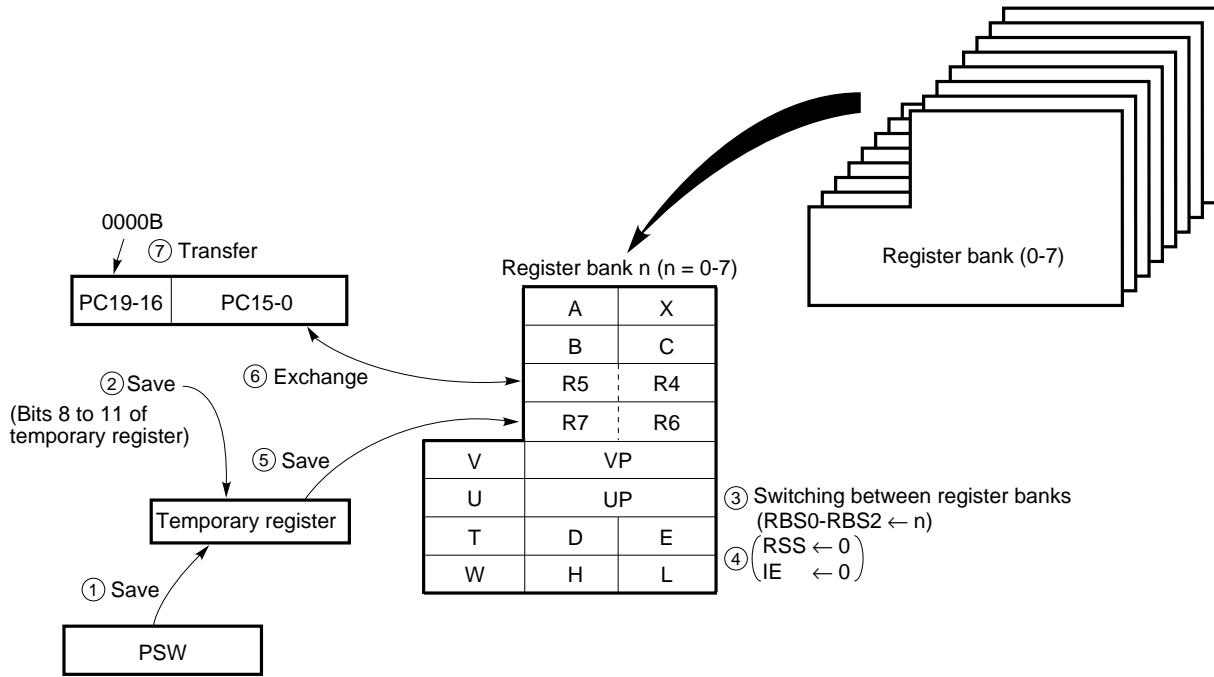 0000B
⑦ Transfer
PC19-16 PC15-0
② Save
(Bits 8 to 11 of
temporary register)
⑥ Exchange
⑤ Save
Temporary register
① Save
PSW
Register bank n (n = 0-7)
A X
B C
R5 R4
R7 R6
V VP
U UP
T D E
W H L
③ Switching between register banks
(RBS0-RBS2 ← n)
④ (RSS ← 0
IE ← 0)
Register bank (0-7)